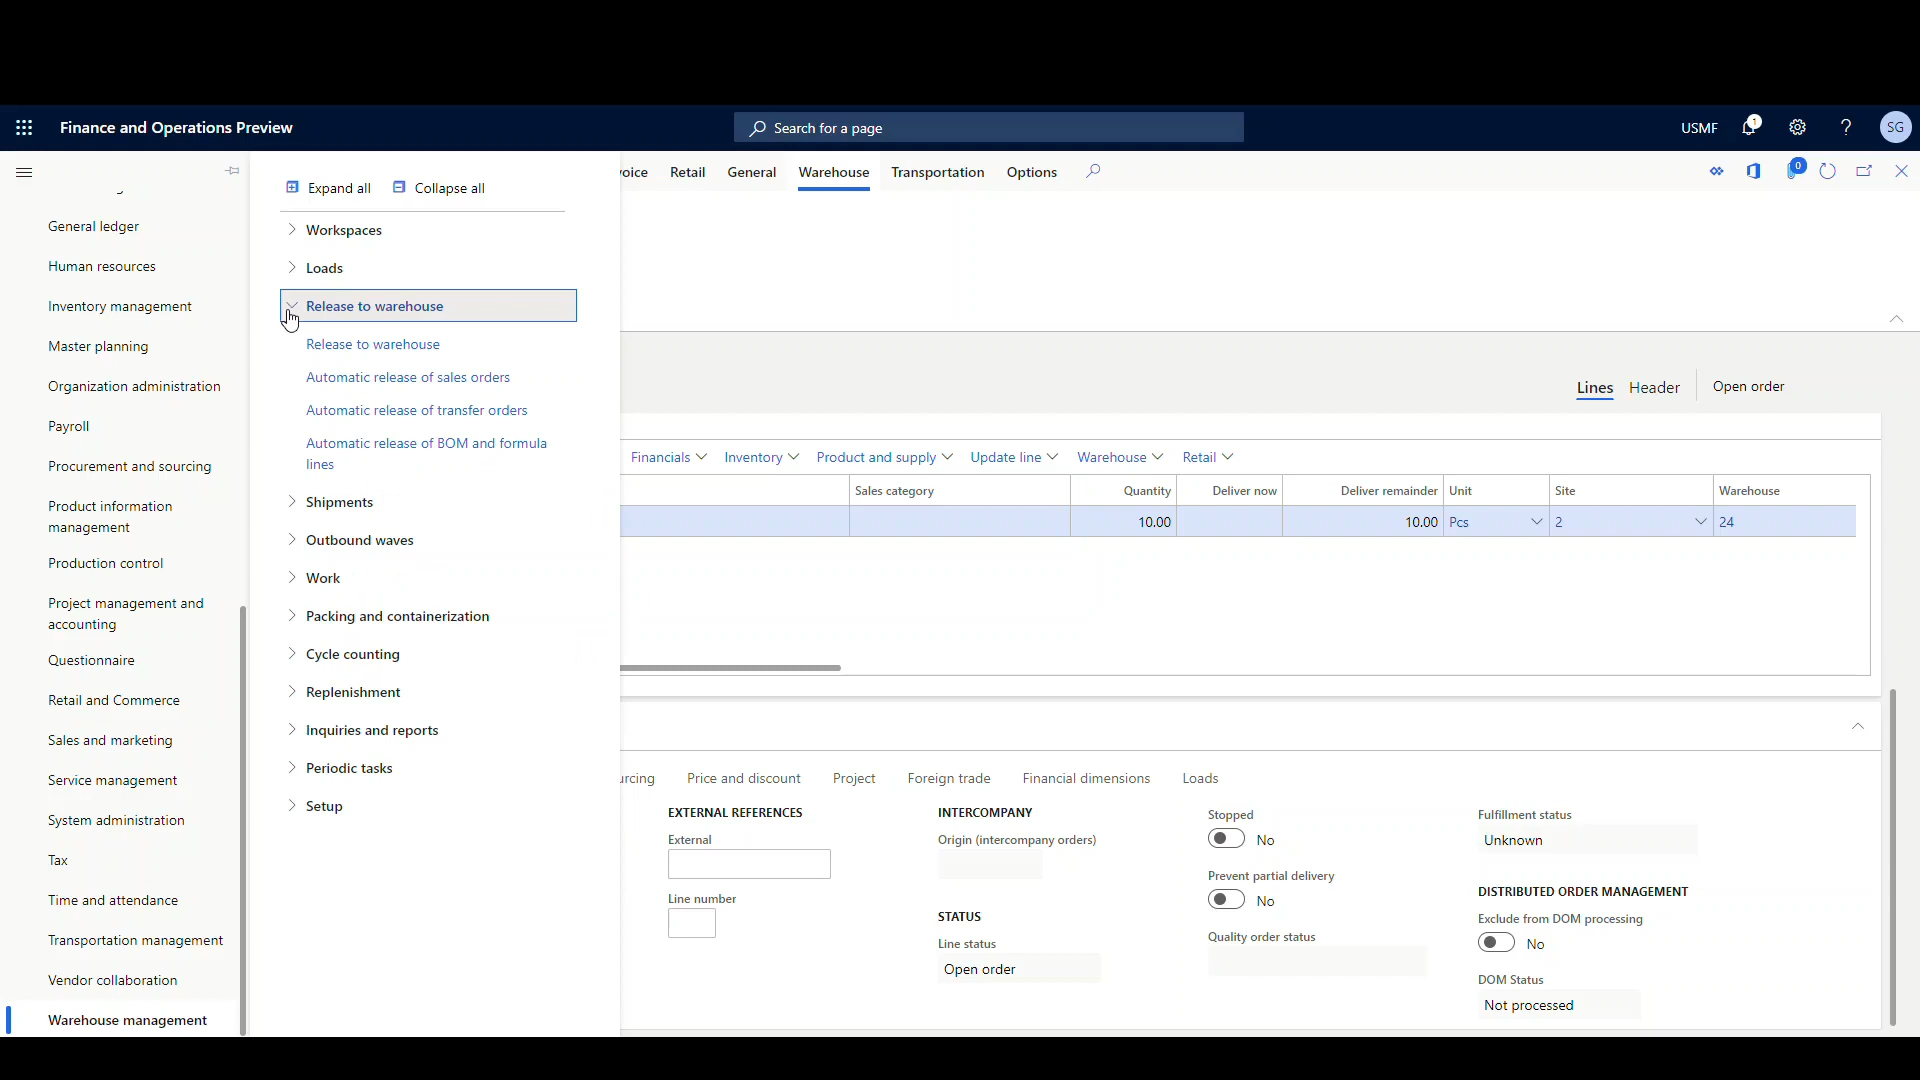 Finance and Operations Preview
Search for a page
USMF
1
SG
voice
Retail
General
Warehouse
Transportation
Options
0
Expand all
Collapse all
General ledger
Human resources
Inventory management
Master planning
Organization administration
Payroll
Procurement and sourcing
Product information
management
Production control
Project management and
accounting
Questionnaire
Retail and Commerce
Sales and marketing
Service management
System administration
Tax
Time and attendance
Transportation management
Vendor collaboration
Warehouse management
Workspaces
Loads
Release to warehouse
Release to warehouse
Automatic release of sales orders
Automatic release of transfer orders
Automatic release of BOM and formula
lines
Shipments
Outbound waves
Work
Packing and containerization
Cycle counting
Replenishment
Inquiries and reports
Periodic tasks
Setup
Lines
Header
Open order
Financials
Inventory
Product and supply
Update line
Warehouse
Retail
Sales category
Quantity
Deliver now
Deliver remainder
Unit
Site
Warehouse
10.00
10.00
Pcs
2
24
urcing
Price and discount
Project
Foreign trade
Financial dimensions
Loads
EXTERNAL REFERENCES
External
Line number
INTERCOMPANY
Origin (intercompany orders)
STATUS
Line status
Open order
Stopped
No
Prevent partial delivery
No
Quality order status
Fulfillment status
Unknown
DISTRIBUTED ORDER MANAGEMENT
Exclude from DOM processing
No
DOM Status
Not processed